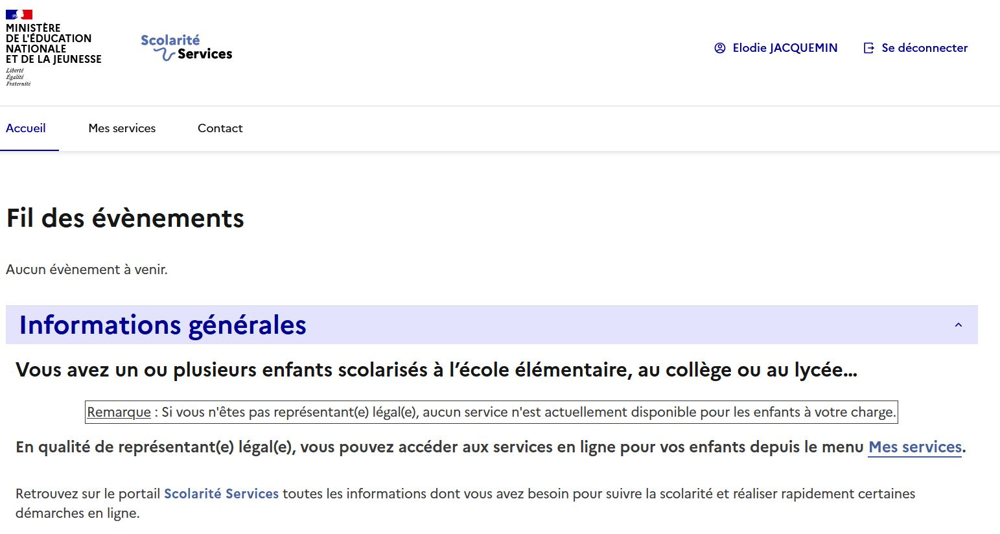 MINISTÈRE
DE L'ÉDUCATION
NATIONALE
ET DE LA JEUNESSE
Liberté
Égalité
Fraternité
Scolarité
Services
Elodie JACQUEMIN
Se déconnecter
Accueil
Mes services
Contact
Fil des évènements
Aucun évènement à venir.
Informations générales
Vous avez un ou plusieurs enfants scolarisés à l’école élémentaire, au collège ou au lycée...
Remarque : Si vous n'êtes pas représentant(e) légal(e), aucun service n'est actuellement disponible pour les enfants à votre charge.
En qualité de représentant(e) légal(e), vous pouvez accéder aux services en ligne pour vos enfants depuis le menu Mes services.
Retrouvez sur le portail Scolarité Services toutes les informations dont vous avez besoin pour suivre la scolarité et réaliser rapidement certaines
démarches en ligne.